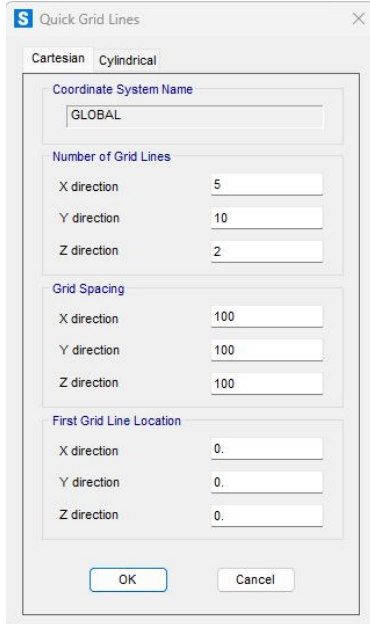 S Quick Grid Lines
Cartesian Cylindrical
Coordinate System Name
GLOBAL
Number of Grid Lines
X direction 5
Y direction 10
Z direction 2
Grid Spacing
X direction 100
Y direction 100
Z direction 100
First Grid Line Location
X direction 0.
Y direction 0.
Z direction 0.
OK Cancel